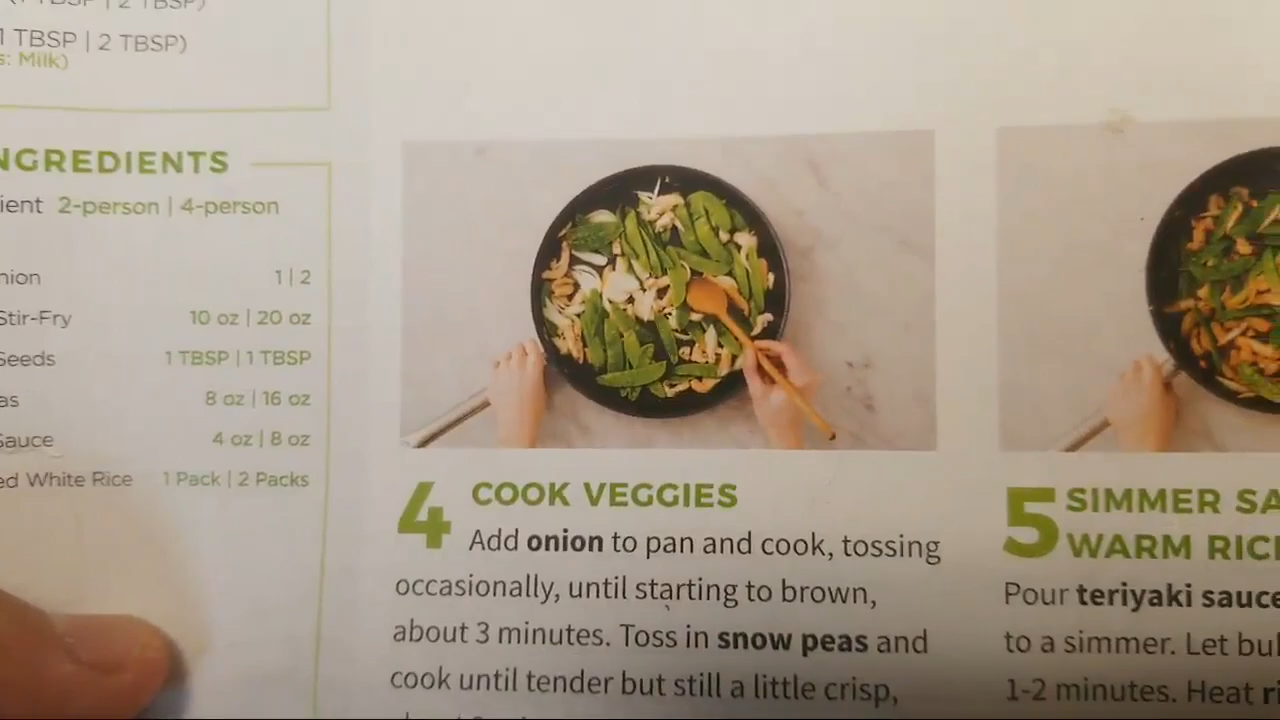 1 TBSP | 2 TBSP)
s: Milk)
NGREDIENTS
ient 2-person | 4-person
nion 1 | 2
Stir-Fry 10 oz | 20 oz
Seeds 1 TBSP | 1 TBSP
as 8 oz | 16 oz
Sauce 4 oz | 8 oz
ed White Rice 1 Pack | 2 Packs
4 COOK VEGGIES
Add onion to pan and cook, tossing
occasionally, until starting to brown,
about 3 minutes. Toss in snow peas and
cook until tender but still a little crisp,
5 SIMMER SA
WARM RIC
Pour teriyaki sauce
to a simmer. Let bu
1-2 minutes. Heat ri